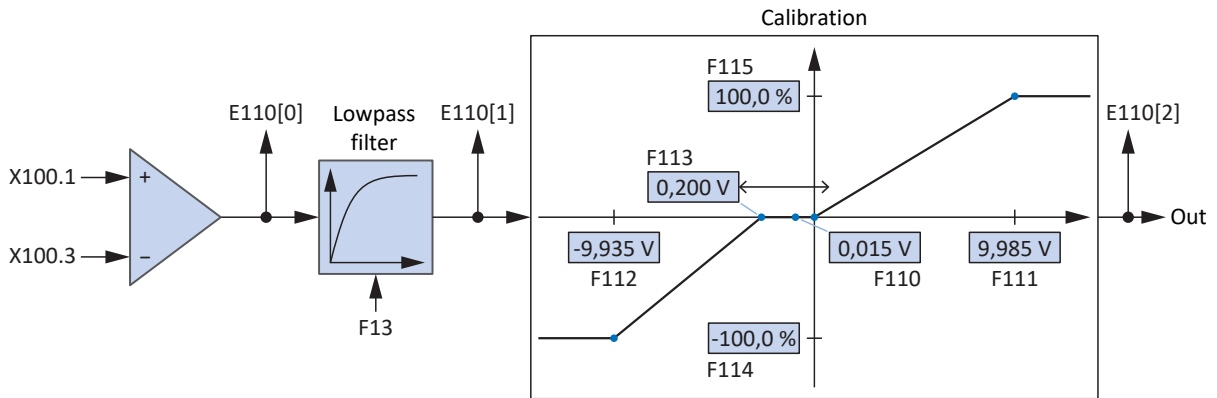 Calibration
F115
100,0 %
E110[0]
Lowpass
filter
E110[1]
E110[2]
F113
0,200 V
X100.1
+
Out
-9,935 V
0,015 V
9,985 V
X100.3
−
F112
F110
F111
F13
-100,0 %
F114